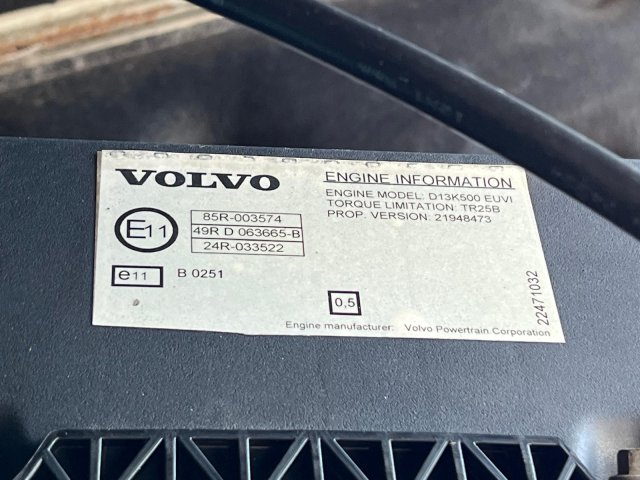 VOLVO
E11
85R-003574
49R D 063665-B
24R-033522
e11 B 0251
ENGINE INFORMATION
ENGINE MODEL: D13K500 EUVI
TORQUE LIMITATION: TR25B
PROP. VERSION: 21948473
0,5
22471032
Engine manufacturer: Volvo Powertrain Corporation